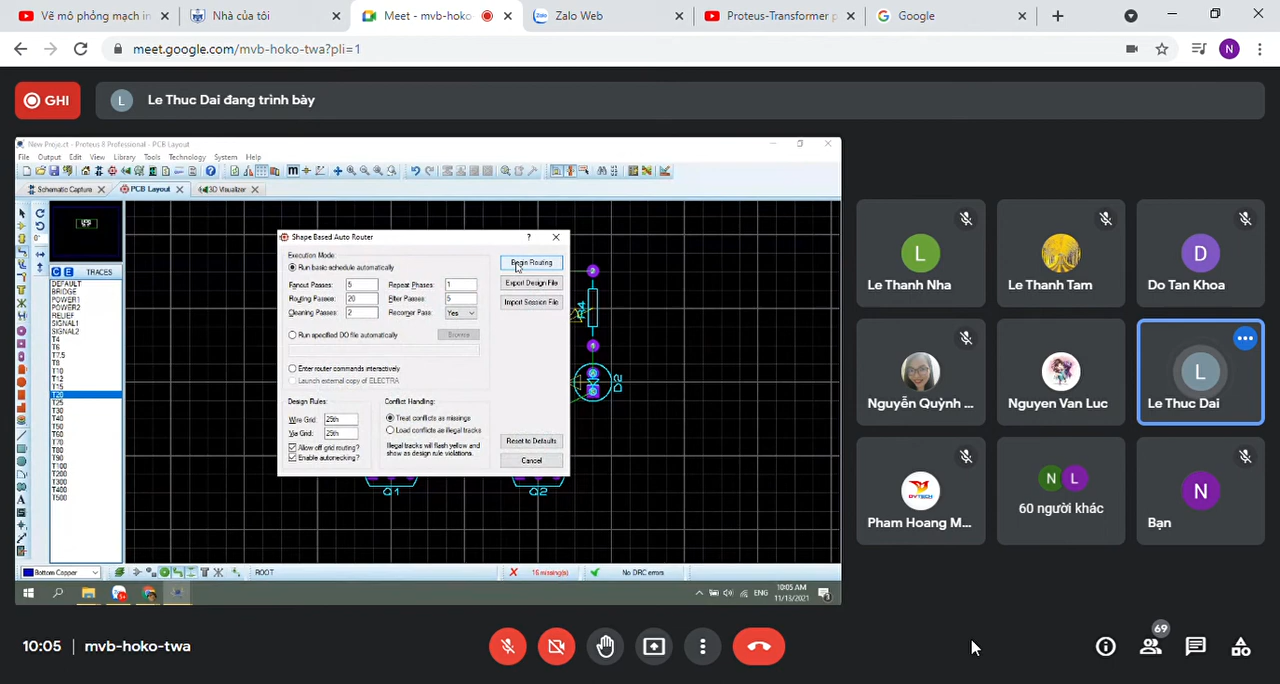 Vẽ mô phỏng mạch in
Nhà của tôi
Meet - mvb-hoko
Zalo Web
Proteus-Transformer p
Google
meet.google.com/mvb-hoko-twa?pli=1
N
GHI
L
Le Thuc Dai đang trình bày
New Project - Proteus 8 Professional - PCB Layout
File Output Edit View Library Tools Technology System Help
Schematic Capture
PCB Layout
3D Visualizer
0°
C E TRACES
DEFAULT
BRIDGE
POWER1
POWER2
RELIEF
SIGNAL1
SIGNAL2
T4
T6
T7.5
T8
T10
T12
T15
T20
T25
T30
T40
T50
T60
T70
T80
T90
T100
T200
T300
T400
T500
Shape Based Auto Router
Execution Mode:
Run basic schedule automatically
Begin Routing
Fanout Passes: 5 Repeat Phases: 1
Export Design File
Routing Passes: 20 Filter Passes: 5
Import Session File
Cleaning Passes: 2 Recorner Pass: Yes
Run specified DO file automatically
Browse
Enter router commands interactively
Launch external copy of ELECTRA
Design Rules:
Conflict Handling:
Wire Grid: 25th
Treat conflicts as missings
Via Grid: 25th
Load conflicts as illegal tracks
Allow off grid routing?
Enable autonecking?
Illegal tracks will flash yellow and
show as design rule violations.
Reset to Defaults
Cancel
R4
D2
Q1
Q2
Bottom Copper
ROOT
16 missing(s)
No DRC errors
ENG
10:05 AM
11/13/2021
L
Le Thanh Nha
Le Thanh Tam
D
Do Tan Khoa
Nguyễn Quỳnh ...
Nguyen Van Luc
L
Le Thuc Dai
DVTECH
Pham Hoang M...
N L
60 người khác
N
Bạn
10:05 | mvb-hoko-twa
69